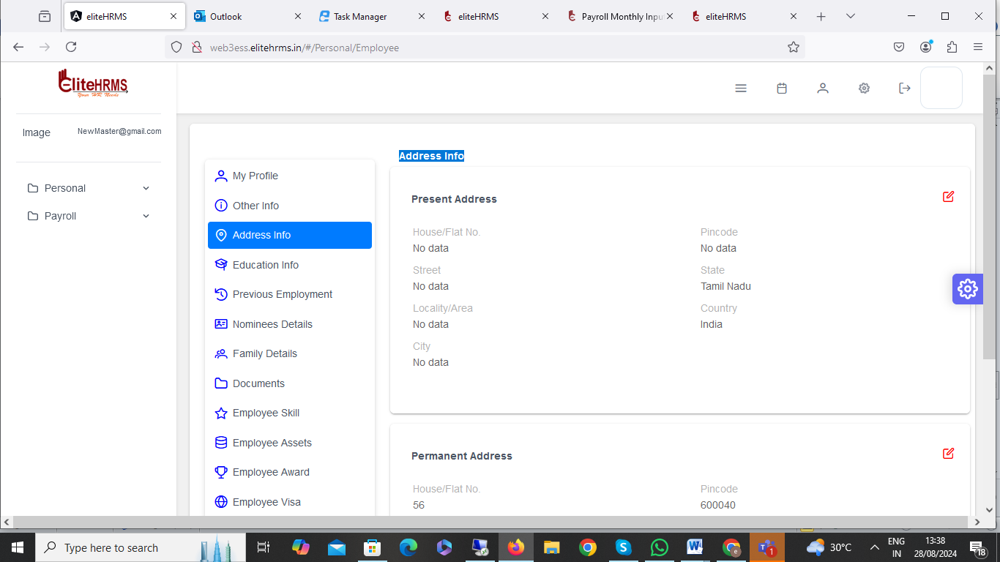 eliteHRMS
Outlook
Task Manager
eliteHRMS
Payroll Monthly Inpu
eliteHRMS
web3ess.elitehrms.in/#/Personal/Employee
EliteHRMS
Your HR Needs
Image
NewMaster@gmail.com
Personal
Payroll
My Profile
Other Info
Address Info
Education Info
Previous Employment
Nominees Details
Family Details
Documents
Employee Skill
Employee Assets
Employee Award
Employee Visa
Address Info
Present Address
House/Flat No.
No data
Pincode
No data
Street
No data
State
Tamil Nadu
Locality/Area
No data
Country
India
City
No data
Permanent Address
House/Flat No.
56
Pincode
600040
Type here to search
1
30°C
ENG
IN
13:38
28/08/2024
18